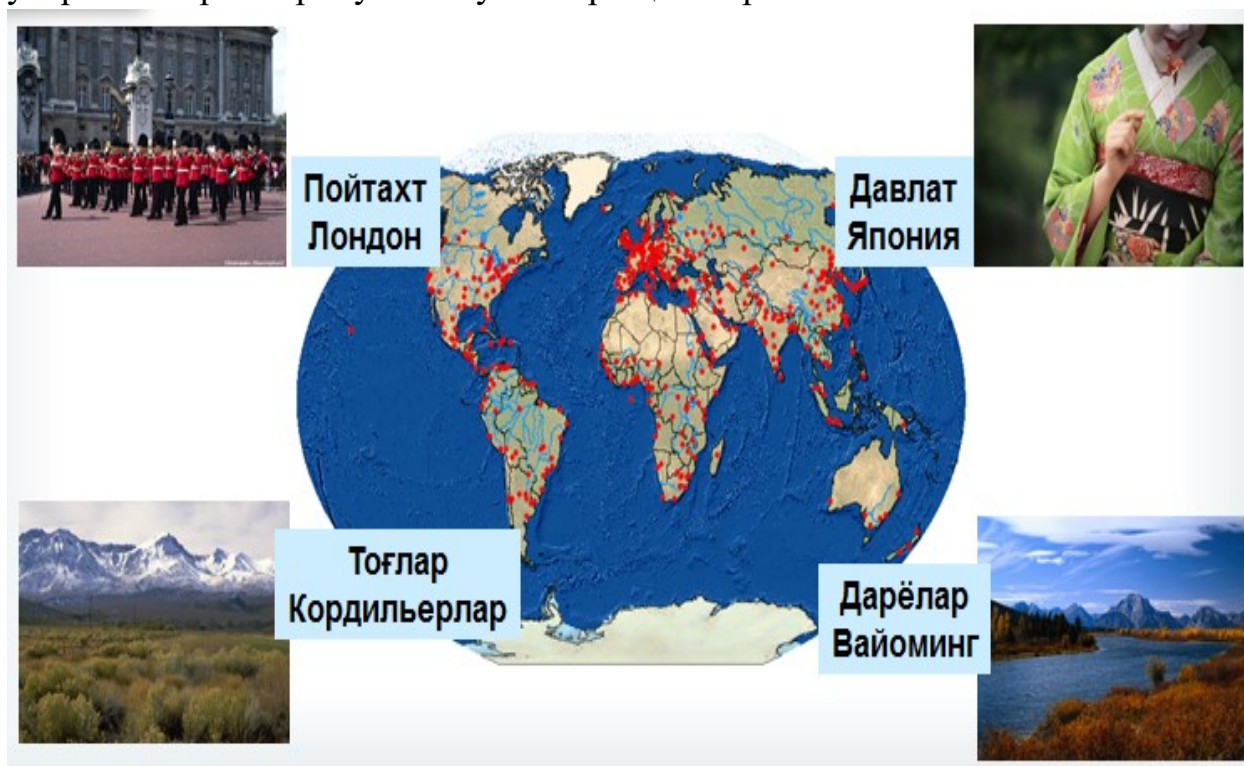 Пойтахт
Лондон
Давлат
Япония
Тоғлар
Кордильерлар
Дарёлар
Вайоминг